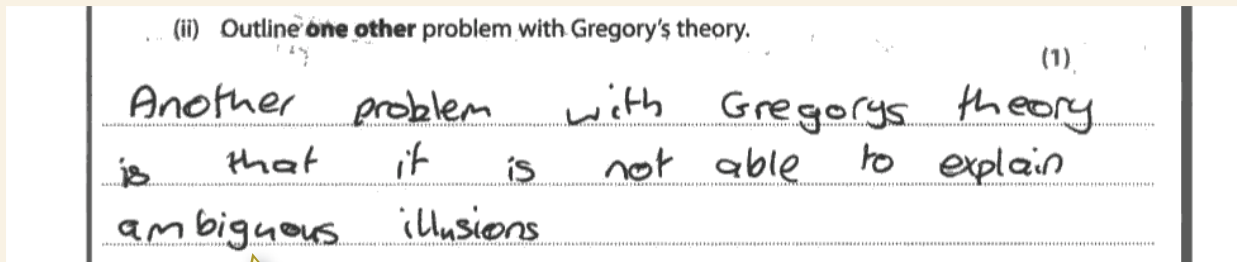 (ii) Outline one other problem with Gregory's theory.
(1)
Another problem with Gregorys theory
is that it is not able to explain
ambiguous illusions